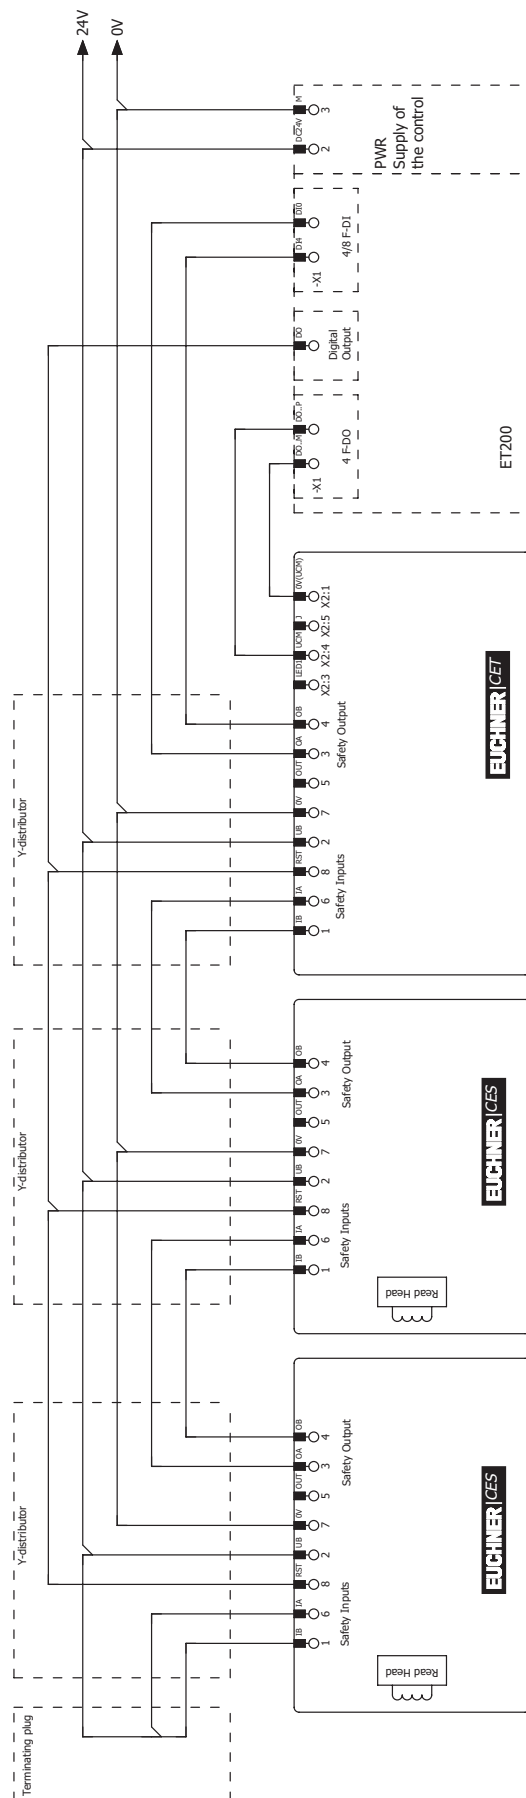 24V
0V
M
3
DC24V
2
PWR
Supply of
the control
DI0
DI4
-X1
4/8 F-DI
DO
Digital
Output
DO..P
DO..M
-X1
4 F-DO
ET200
0V(UCM)
X2:1
J
X2:5
UCM
X2:4
LED1
X2:3
OB
4
OA
3
Safety Output
OUT
5
0V
7
UB
2
RST
8
IA
6
IB
1
Safety Inputs
Y-distributor
EUCHNER|CET
OB
4
OA
3
Safety Output
OUT
5
0V
7
UB
2
RST
8
IA
6
IB
1
Safety Inputs
Y-distributor
EUCHNER|CES
Read Head
OB
4
OA
3
Safety Output
OUT
5
0V
7
UB
2
RST
8
IA
6
IB
1
Safety Inputs
Y-distributor
EUCHNER|CES
Read Head
Terminating plug